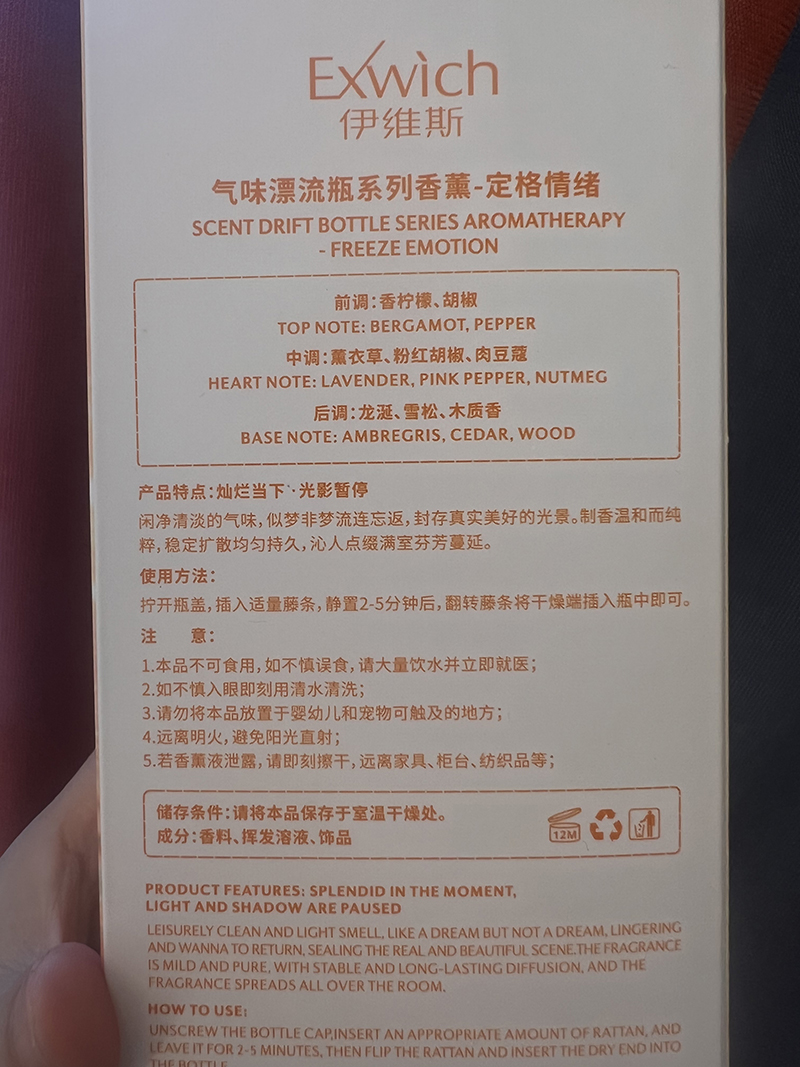 Exwìch
伊维斯
气味漂流瓶系列香薰-定格情绪
SCENT DRIFT BOTTLE SERIES AROMATHERAPY
- FREEZE EMOTION
前调:香柠檬、胡椒
TOP NOTE: BERGAMOT, PEPPER
中调:薰衣草、粉红胡椒、肉豆蔻
HEART NOTE: LAVENDER, PINK PEPPER, NUTMEG
后调:龙涎、雪松、木质香
BASE NOTE: AMBREGRIS, CEDAR, WOOD
产品特点:灿烂当下·光影暂停
闲净清淡的气味,似梦非梦流连忘返,封存真实美好的光景。制香温和而纯
粹,稳定扩散均匀持久,沁人点缀满室芬芳蔓延。
使用方法:
拧开瓶盖,插入适量藤条,静置2-5分钟后,翻转藤条将干燥端插入瓶中即可。
注 意:
1.本品不可食用,如不慎误食,请大量饮水并立即就医;
2.如不慎入眼即刻用清水清洗;
3.请勿将本品放置于婴幼儿和宠物可触及的地方;
4.远离明火,避免阳光直射;
5.若香薰液泄露,请即刻擦干,远离家具、柜台、纺织品等;
储存条件:请将本品保存于室温干燥处。
成分:香料、挥发溶液、饰品
12M
PRODUCT FEATURES: SPLENDID IN THE MOMENT,
LIGHT AND SHADOW ARE PAUSED
LEISURELY CLEAN AND LIGHT SMELL, LIKE A DREAM BUT NOT A DREAM, LINGERING
AND WANNA TO RETURN, SEALING THE REAL AND BEAUTIFUL SCENE.THE FRAGRANCE
IS MILD AND PURE, WITH STABLE AND LONG-LASTING DIFFUSION, AND THE
FRAGRANCE SPREADS ALL OVER THE ROOM.
HOW TO USE:
UNSCREW THE BOTTLE CAP,INSERT AN APPROPRIATE AMOUNT OF RATTAN, AND
LEAVE IT FOR 2-5 MINUTES, THEN FLIP THE RATTAN AND INSERT THE DRY END INTO
THE BOTTLE